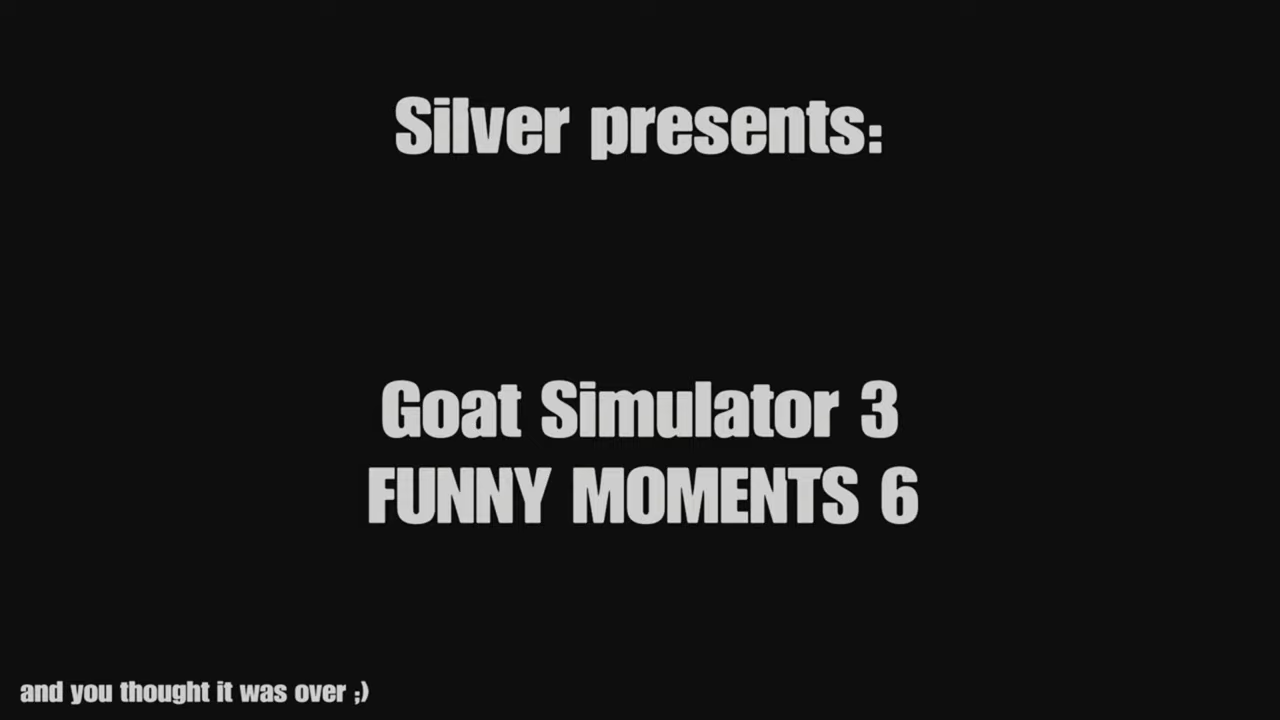 Silver presents:
Goat Simulator 3
FUNNY MOMENTS 6
and you thought it was over ;)